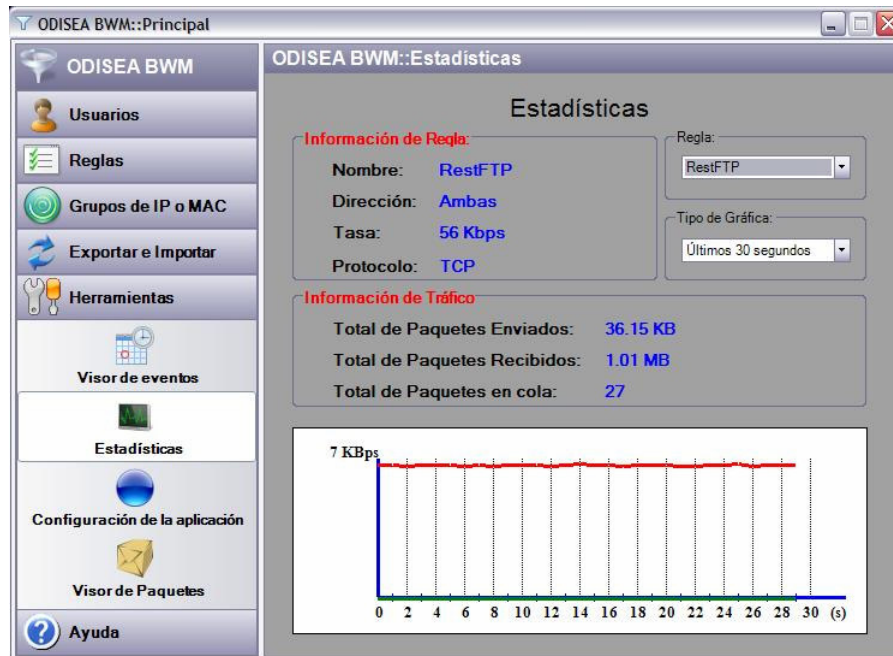 ODISEA BWM::Principal
ODISEA BWM
Usuarios
Reglas
Grupos de IP o MAC
Exportar e Importar
Herramientas
Visor de eventos
Estadísticas
Configuración de la aplicación
Visor de Paquetes
Ayuda
ODISEA BWM::Estadísticas
Estadísticas
Información de Regla:
Nombre: RestFTP
Dirección: Ambas
Tasa: 56 Kbps
Protocolo: TCP
Regla:
RestFTP
Tipo de Gráfica:
Últimos 30 segundos
Información de Tráfico
Total de Paquetes Enviados: 36.15 KB
Total de Paquetes Recibidos: 1.01 MB
Total de Paquetes en cola: 27
7 KBps
0 2 4 6 8 10 12 14 16 18 20 22 24 26 28 30 (s)